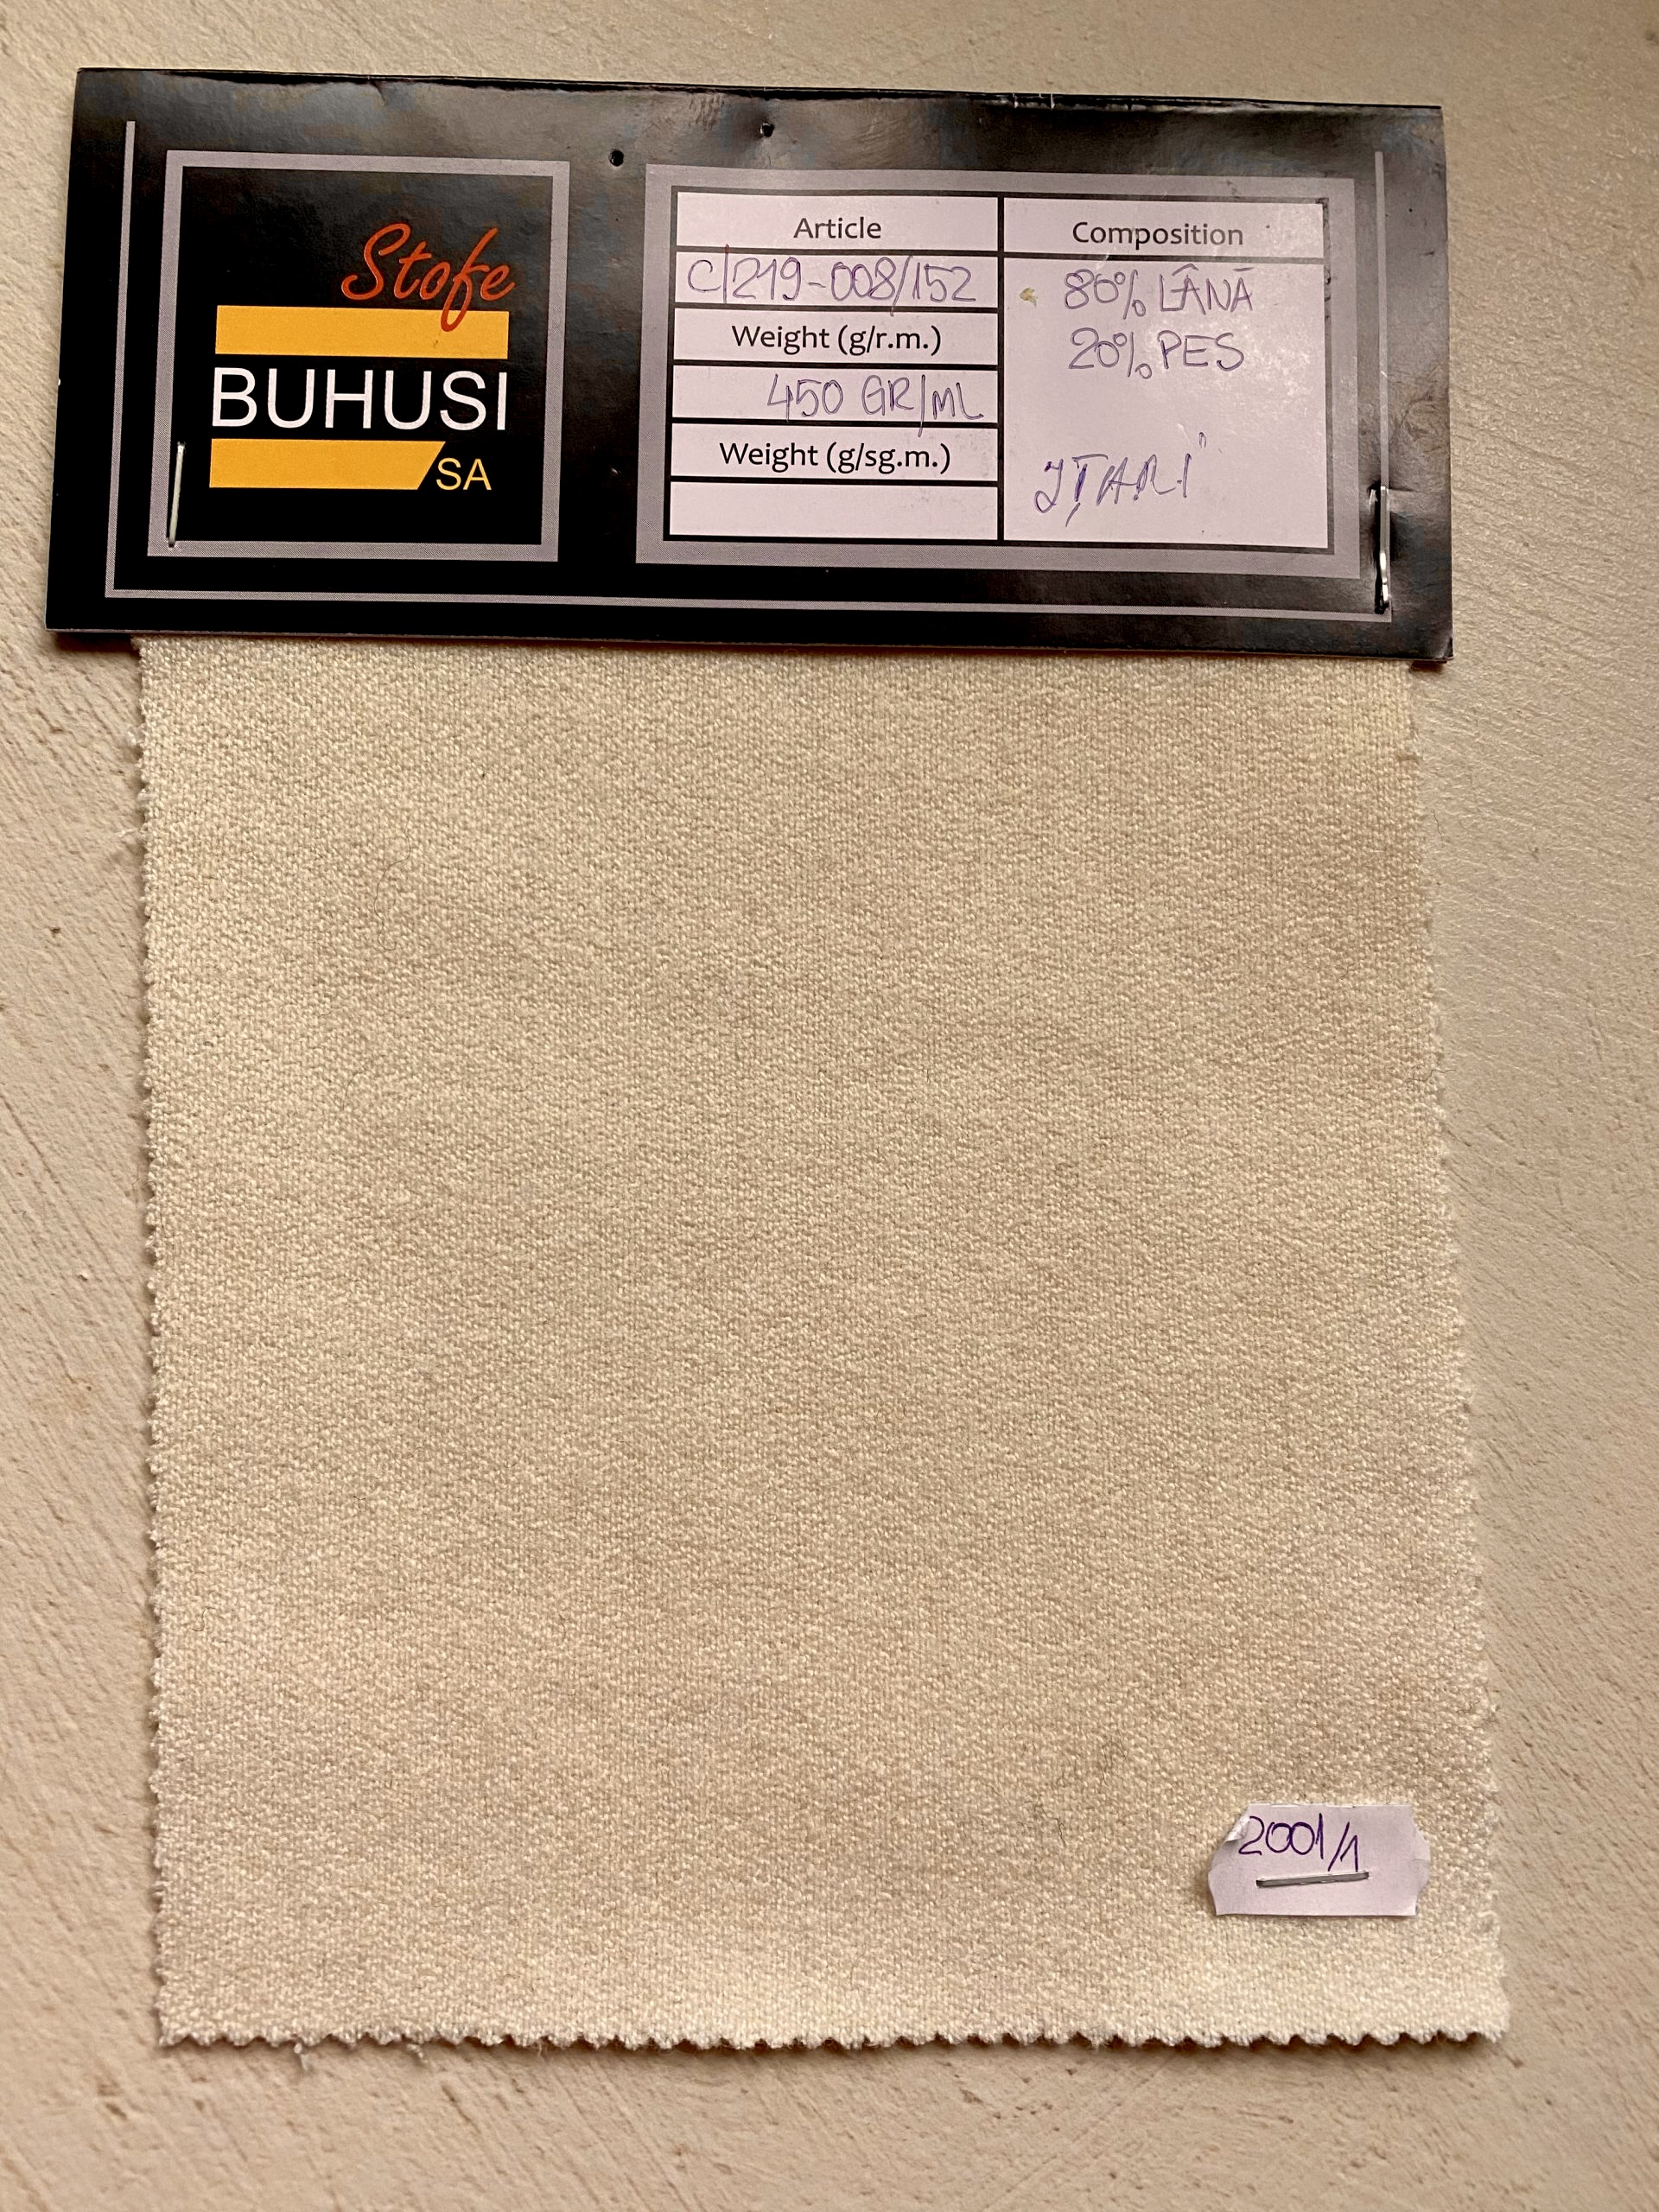 Stofe
BUHUSI
SA
Article
C/219-008/152
Weight (g/r.m.)
450 GR/ML
Weight (g/sg.m.)
Composition
80% LÂNĂ
20% PES
IȚARI"
2001/1